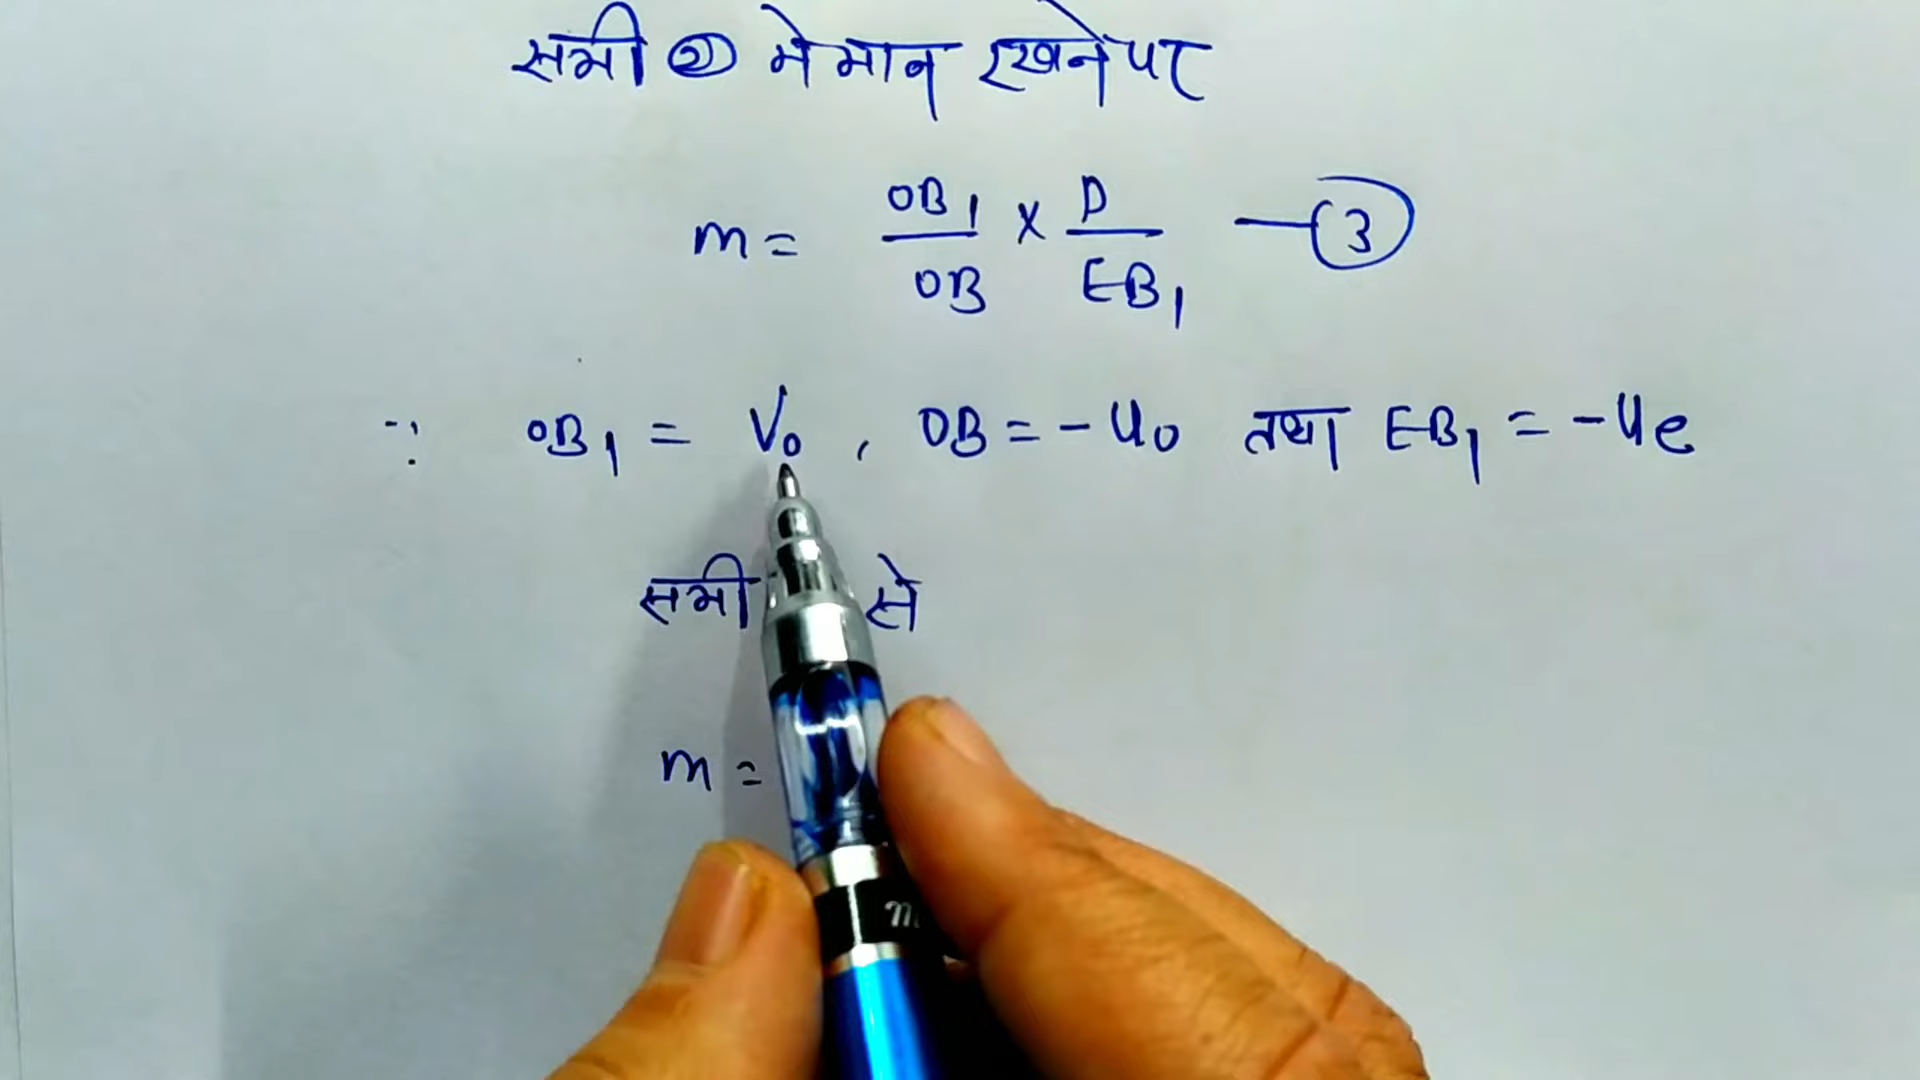 समी ② मे मान रखने पर
m = OB₁/OB × D/EB₁ —③
∵ OB₁ = V₀ , OB = -U₀ तथा EB₁ = -Ue
समी से
m =